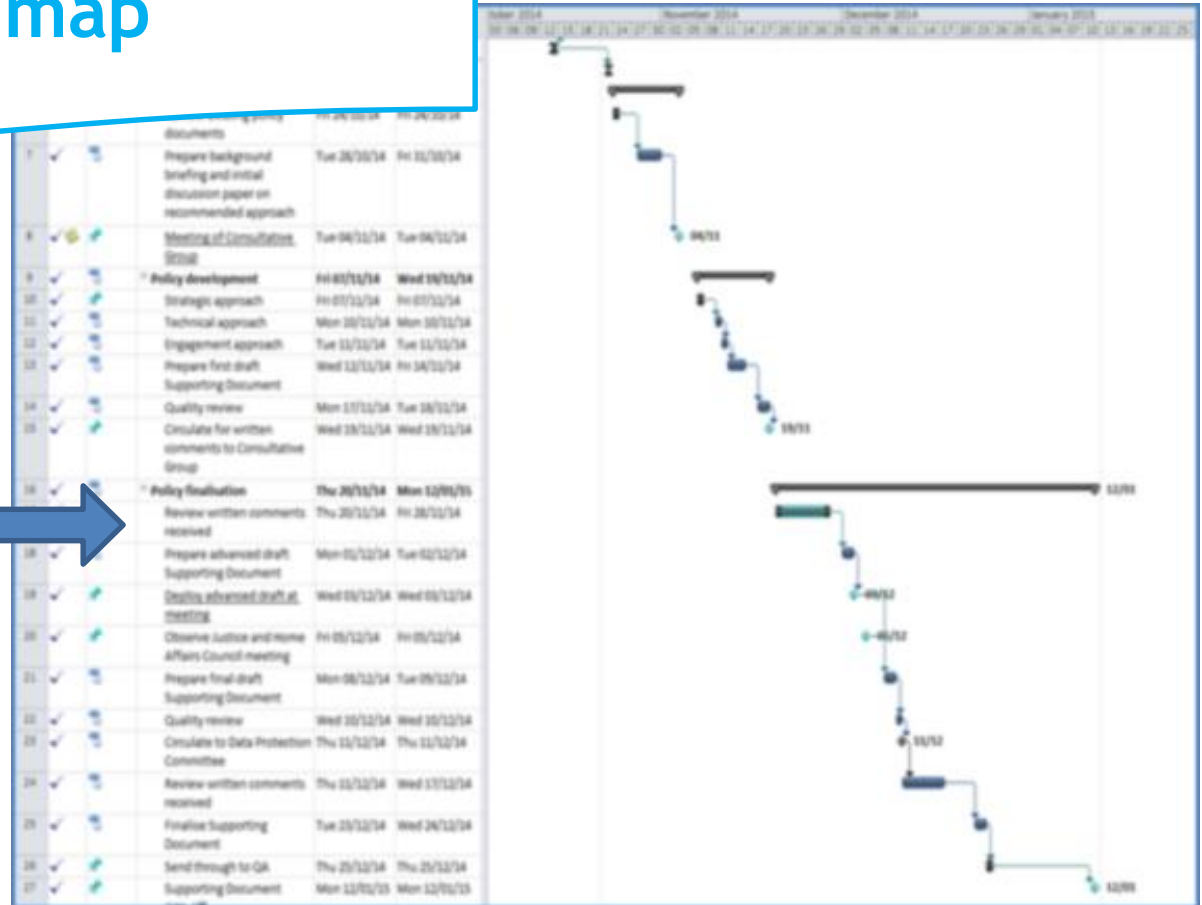 map
October 2014 November 2014 December 2014 January 2015
documents Fri 24/10/14 Fri 24/10/14
7 Prepare background Tue 28/10/14 Fri 31/10/14
briefing and initial
discussion paper on
recommended approach
8 Meeting of Consultative Tue 04/11/14 Tue 04/11/14 04/11
Group
9 Policy development Fri 07/11/14 Wed 19/11/14
10 Strategic approach Fri 07/11/14 Fri 07/11/14
11 Technical approach Mon 10/11/14 Mon 10/11/14
12 Engagement approach Tue 11/11/14 Tue 11/11/14
13 Prepare first draft Wed 12/11/14 Fri 14/11/14
Supporting Document
14 Quality review Mon 17/11/14 Tue 18/11/14
15 Circulate for written Wed 19/11/14 Wed 19/11/14 19/11
comments to Consultative
Group
16 Policy finalisation Thu 20/11/14 Mon 12/01/15 12/01
Review written comments Thu 20/11/14 Fri 28/11/14
received
18 Prepare advanced draft Mon 01/12/14 Tue 02/12/14
Supporting Document
19 Deploy advanced draft at Wed 03/12/14 Wed 03/12/14 03/12
meeting
20 Observe Justice and Home Fri 05/12/14 Fri 05/12/14 05/12
Affairs Council meeting
21 Prepare final draft Mon 08/12/14 Tue 09/12/14
Supporting Document
22 Quality review Wed 10/12/14 Wed 10/12/14
23 Circulate to Data Protection Thu 11/12/14 Thu 11/12/14 11/12
Committee
24 Review written comments Thu 11/12/14 Wed 17/12/14
received
25 Finalise Supporting Tue 23/12/14 Wed 24/12/14
Document
26 Send through to QA Thu 25/12/14 Thu 25/12/14
27 Supporting Document Mon 12/01/15 Mon 12/01/15 12/01